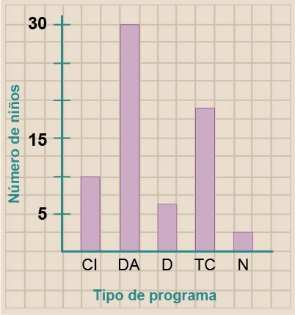 30
15
5
Número de niños
CI DA D TC N
Tipo de programa